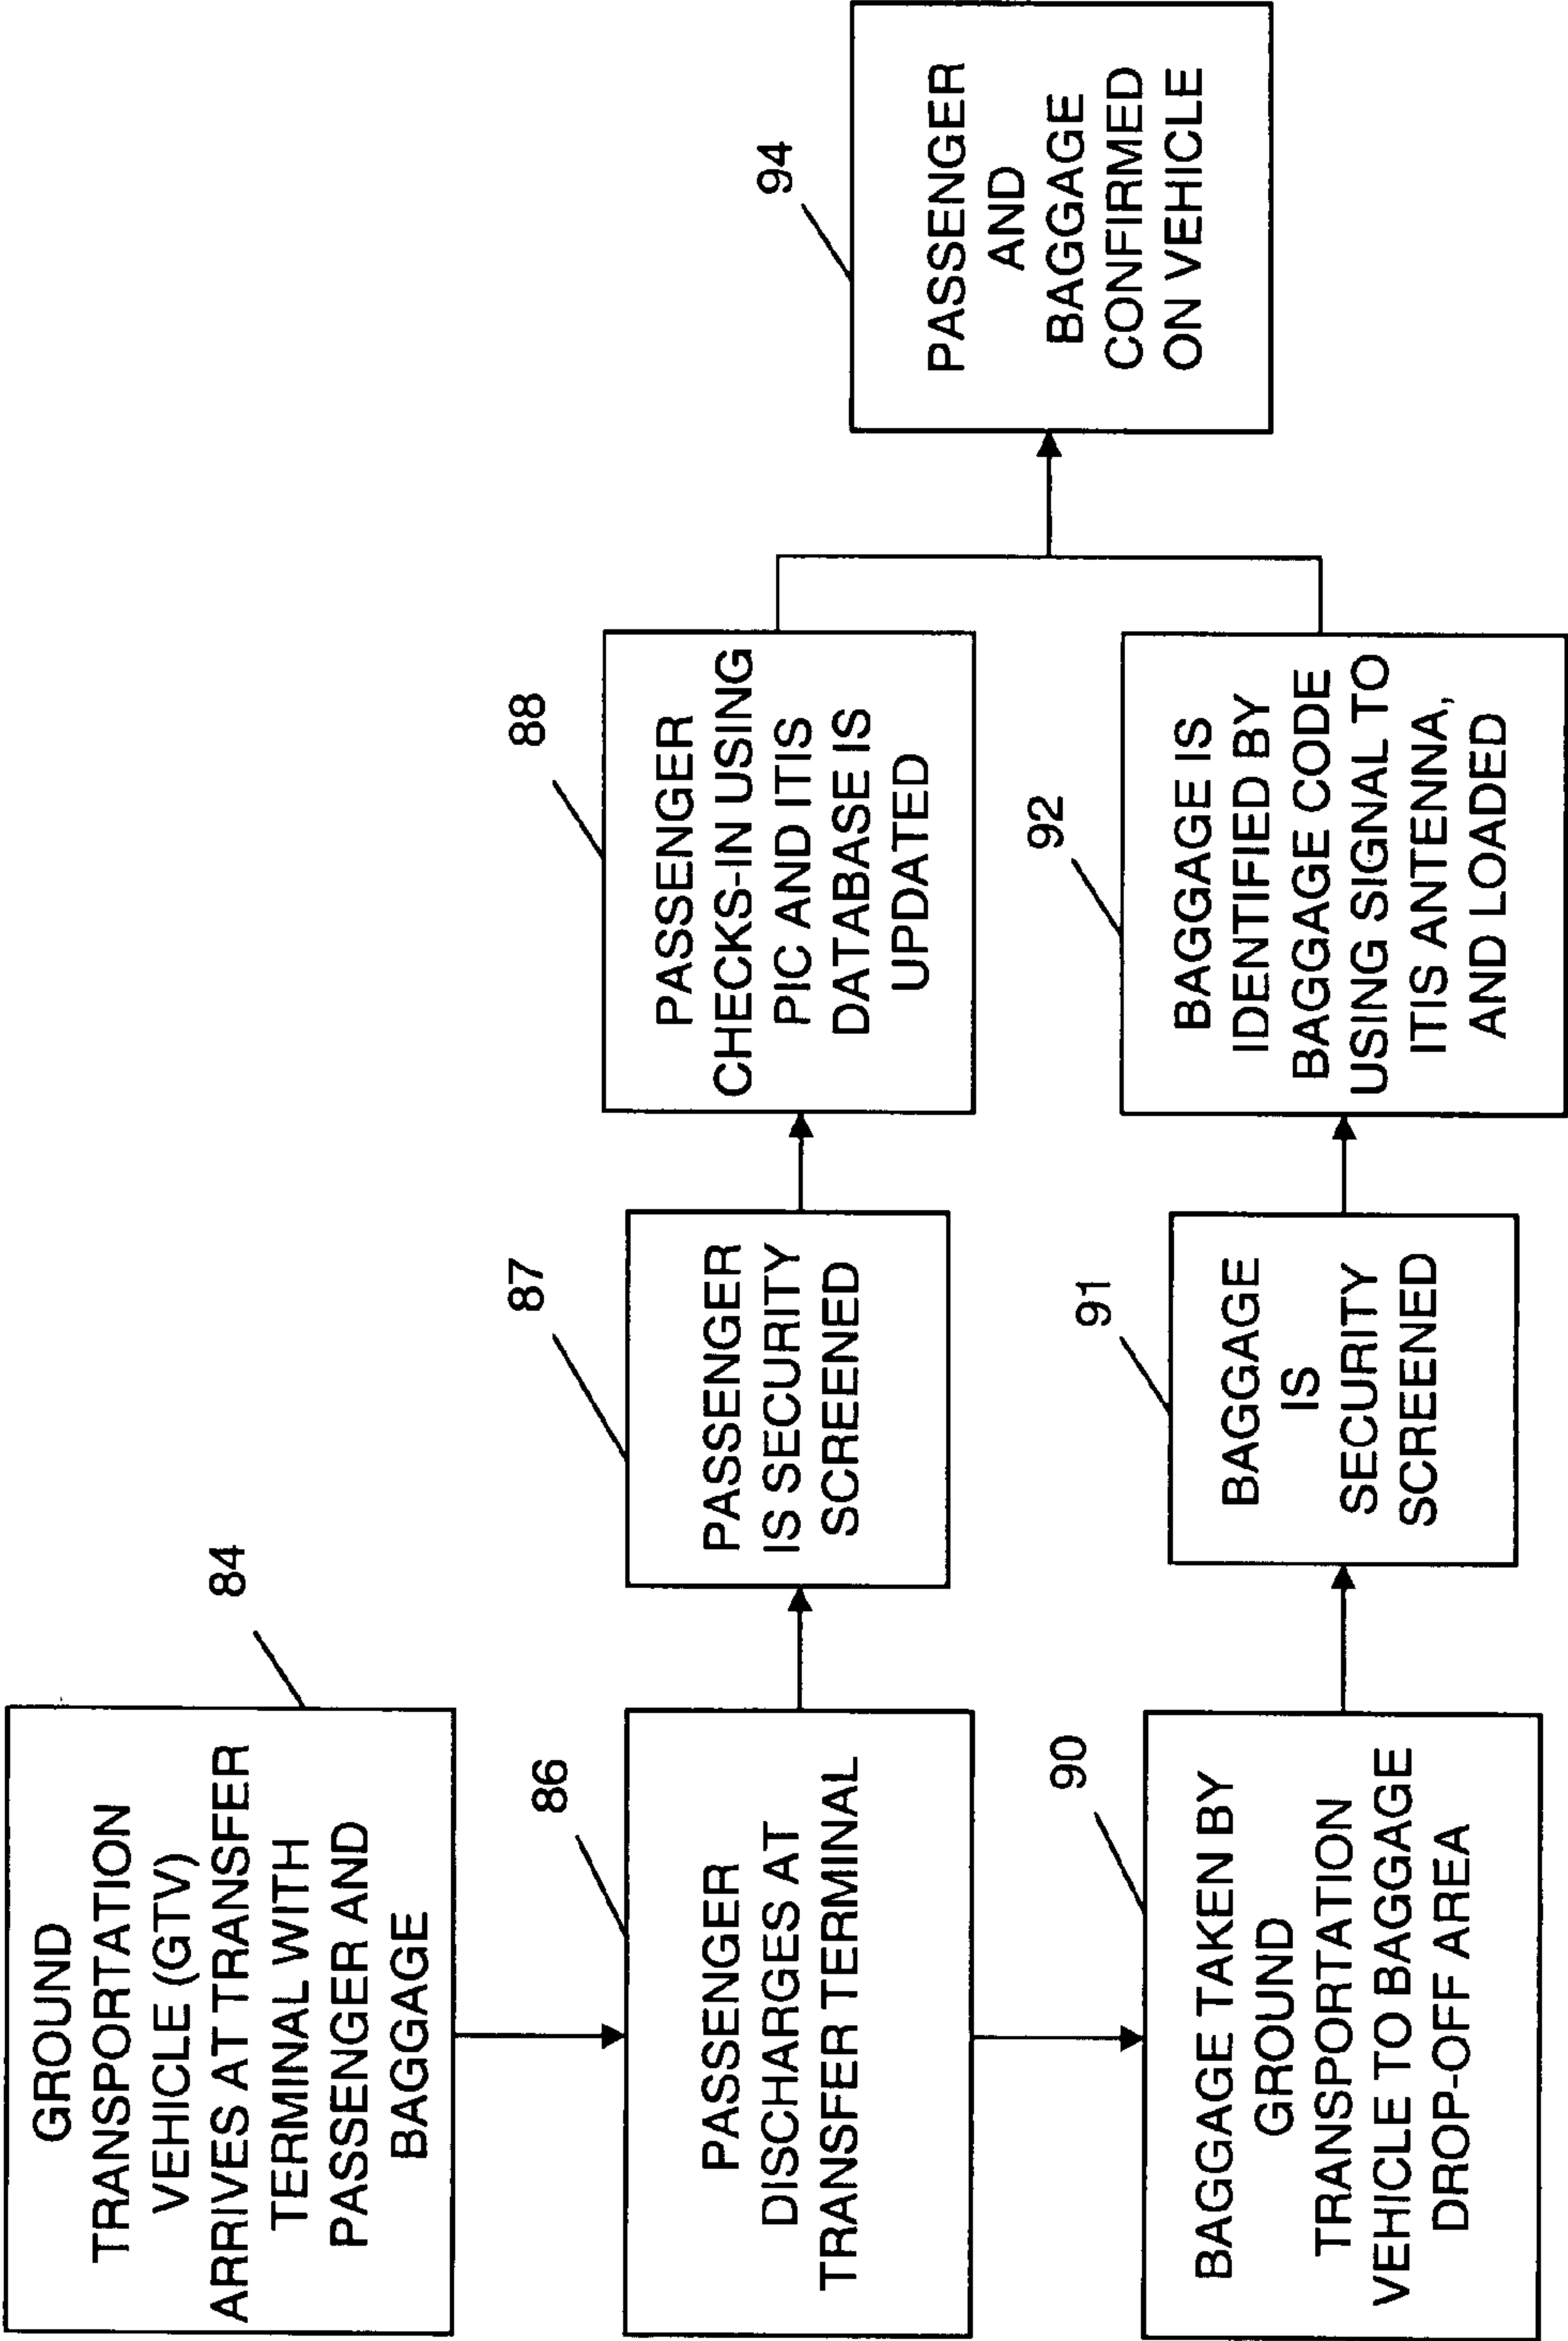 GROUND
TRANSPORTATION
VEHICLE (GTV)
ARRIVES AT TRANSFER
TERMINAL WITH
PASSENGER AND
BAGGAGE
84
PASSENGER
DISCHARGES AT
TRANSFER TERMINAL
86
PASSENGER
IS SECURITY
SCREENED
87
PASSENGER
CHECKS-IN USING
PIC AND ITIS
DATABASE IS
UPDATED
88
BAGGAGE TAKEN BY
GROUND
TRANSPORTATION
VEHICLE TO BAGGAGE
DROP-OFF AREA
90
BAGGAGE
IS
SECURITY
SCREENED
91
BAGGAGE IS
IDENTIFIED BY
BAGGAGE CODE
USING SIGNAL TO
ITIS ANTENNA,
AND LOADED
92
PASSENGER
AND
BAGGAGE
CONFIRMED
ON VEHICLE
94